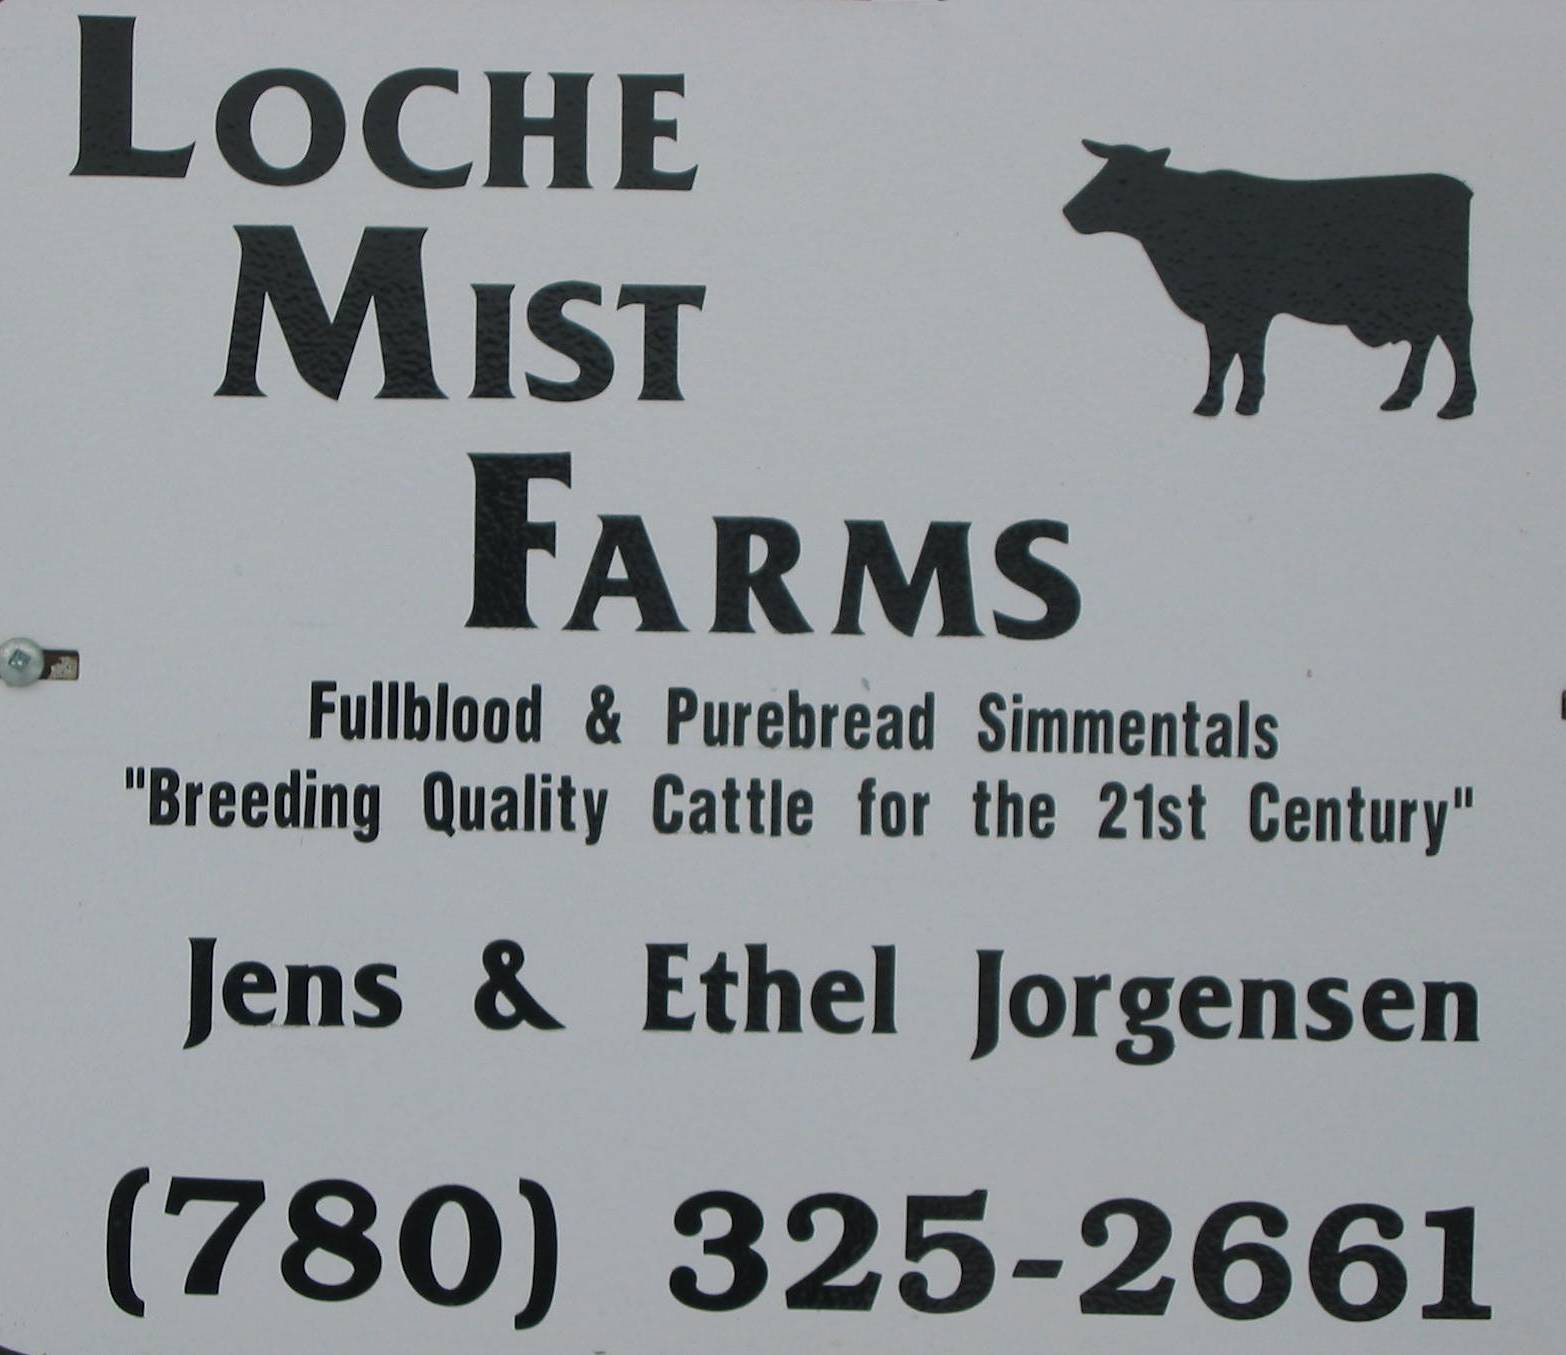 LOCHE
MIST
FARMS
Fullblood & Purebread Simmentals
"Breeding Quality Cattle for the 21st Century"
Jens & Ethel Jorgensen
(780) 325-2661